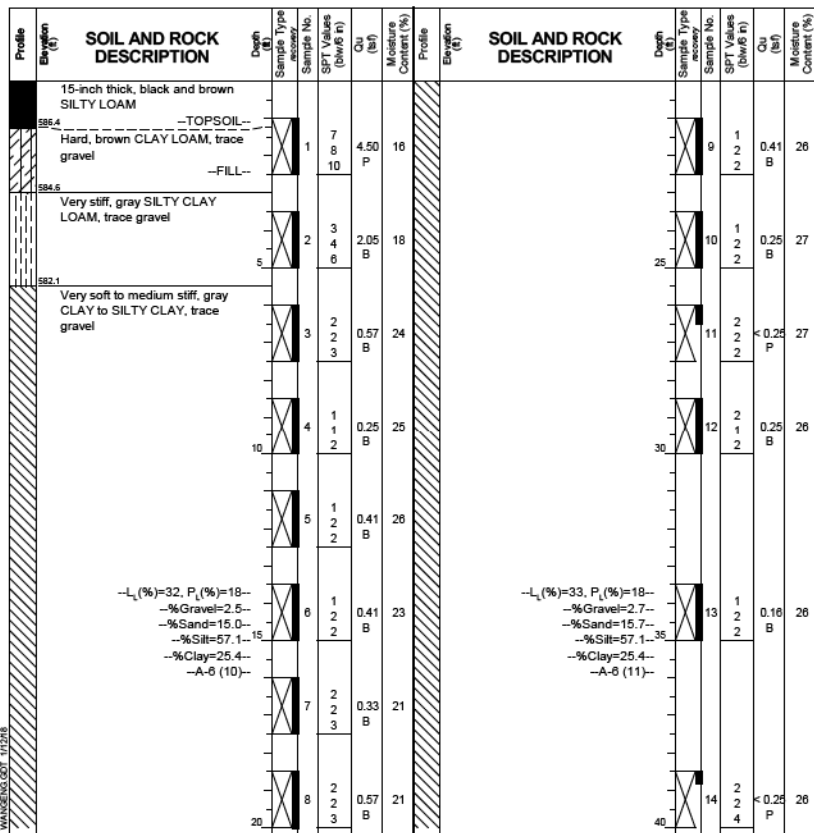 Profile
Elevation (ft)
SOIL AND ROCK DESCRIPTION
Depth (ft)
Sample Type recovery
Sample No.
SPT Values (blw/6 in)
Qu (tsf)
Moisture Content (%)
Profile
Elevation (ft)
SOIL AND ROCK DESCRIPTION
Depth (ft)
Sample Type recovery
Sample No.
SPT Values (blw/6 in)
Qu (tsf)
Moisture Content (%)
15-inch thick, black and brown
SILTY LOAM
586.4 --TOPSOIL--
Hard, brown CLAY LOAM, trace
gravel
--FILL--
584.6
1 7 8 10 4.50 P 16
Very stiff, gray SILTY CLAY
LOAM, trace gravel
5 2 3 4 6 2.05 B 18
582.1
Very soft to medium stiff, gray
CLAY to SILTY CLAY, trace
gravel
3 2 2 3 0.57 B 24
10 4 1 1 2 0.25 B 25
5 1 2 2 0.41 B 26
--LL(%)=32, PL(%)=18--
--%Gravel=2.5--
--%Sand=15.0--
--%Silt=57.1--
--%Clay=25.4--
--A-6 (10)--
15 6 1 2 2 0.41 B 23
7 2 2 3 0.33 B 21
20 8 2 2 3 0.57 B 21
9 1 2 2 0.41 B 26
25 10 1 2 2 0.25 B 27
11 2 2 2 < 0.25 P 27
30 12 2 1 2 0.25 B 26
--LL(%)=33, PL(%)=18--
--%Gravel=2.7--
--%Sand=15.7--
--%Silt=57.1--
--%Clay=25.4--
--A-6 (11)--
35 13 1 2 2 0.16 B 26
40 14 2 2 4 < 0.25 P 26
WANGENG.GDT 1/12/18